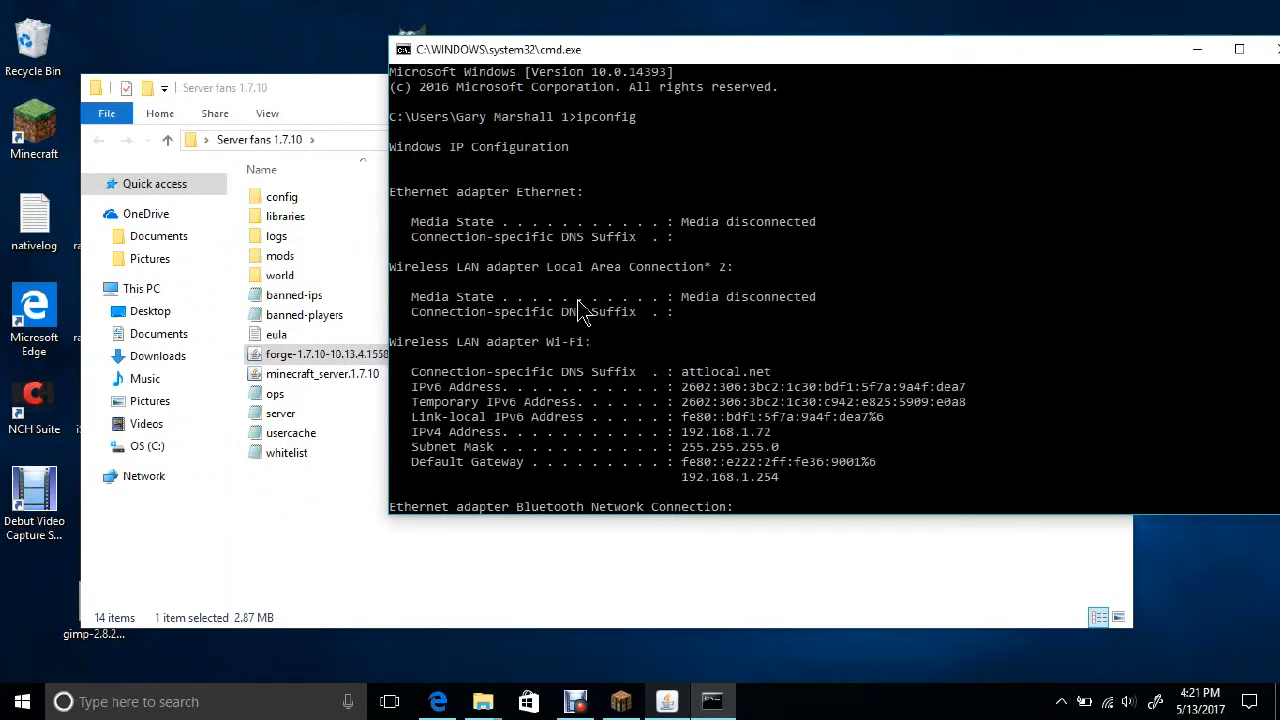 Recycle Bin
Minecraft
nativelog
Microsoft
Edge
NCH Suite
Debut Video
Capture S...
gimp-2.8.2...
Server fans 1.7.10
File
Home
Share
View
Server fans 1.7.10
Name
Quick access
OneDrive
Documents
Pictures
This PC
Desktop
Documents
Downloads
Music
Pictures
Videos
OS (C:)
Network
config
libraries
logs
mods
world
banned-ips
banned-players
eula
forge-1.7.10-10.13.4.1558
minecraft_server.1.7.10
ops
server
usercache
whitelist
14 items
1 item selected 2.87 MB
C:\WINDOWS\system32\cmd.exe
Microsoft Windows [Version 10.0.14393]
(c) 2016 Microsoft Corporation. All rights reserved.
C:\Users\Gary Marshall 1>ipconfig
Windows IP Configuration
Ethernet adapter Ethernet:
Media State . . . . . . . . . . . : Media disconnected
Connection-specific DNS Suffix . :
Wireless LAN adapter Local Area Connection* 2:
Media State . . . . . . . . . . . : Media disconnected
Connection-specific DNS Suffix . :
Wireless LAN adapter Wi-Fi:
Connection-specific DNS Suffix . : attlocal.net
IPv6 Address. . . . . . . . . . . : 2602:306:3bc2:1c30:bdf1:5f7a:9a4f:dea7
Temporary IPv6 Address. . . . . . : 2602:306:3bc2:1c30:c942:e825:5909:e0a8
Link-local IPv6 Address . . . . . : fe80::bdf1:5f7a:9a4f:dea7%6
IPv4 Address. . . . . . . . . . . : 192.168.1.72
Subnet Mask . . . . . . . . . . . : 255.255.255.0
Default Gateway . . . . . . . . . : fe80::e222:2ff:fe36:9001%6
192.168.1.254
Ethernet adapter Bluetooth Network Connection:
Type here to search
4:21 PM
5/13/2017